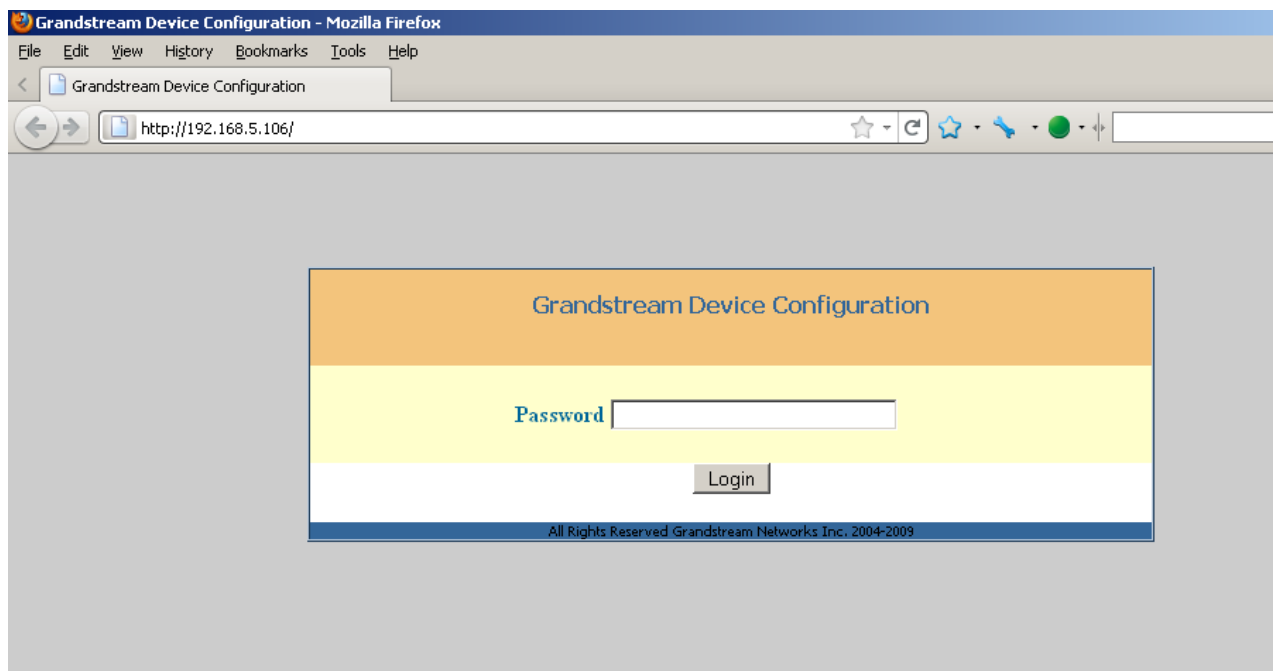 Grandstream Device Configuration - Mozilla Firefox
File Edit View History Bookmarks Tools Help
Grandstream Device Configuration
http://192.168.5.106/
Grandstream Device Configuration
Password
Login
All Rights Reserved Grandstream Networks Inc. 2004-2009